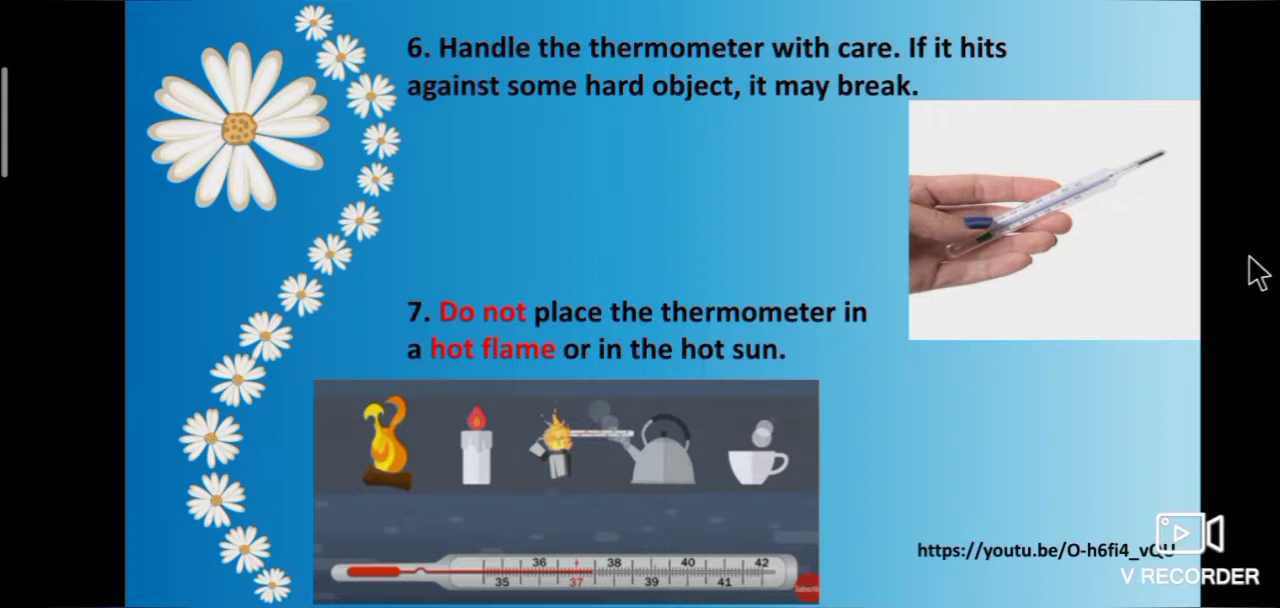 6. Handle the thermometer with care. If it hits
against some hard object, it may break.
7. Do not place the thermometer in
a hot flame or in the hot sun.
36 38 40 42
35 37 39 41
Subscribe
https://youtu.be/O-h6fi4_vQU
V RECORDER